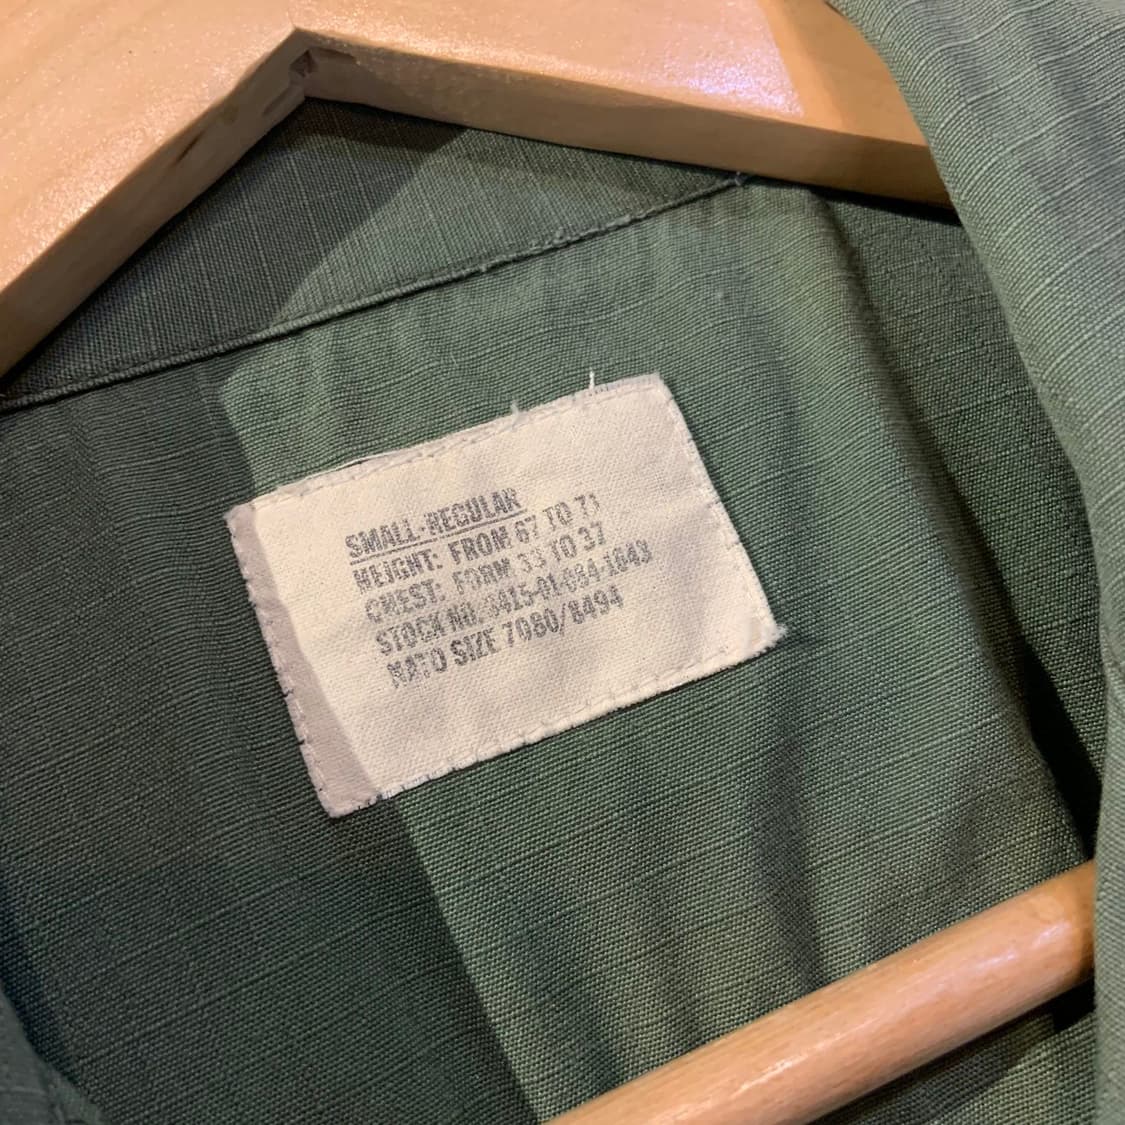 SMALL-REGULAR
HEIGHT: FROM 67 TO 71
CHEST: FORM 33 TO 37
STOCK NO. 8415-01-084-1643
NATO SIZE 7080/8494